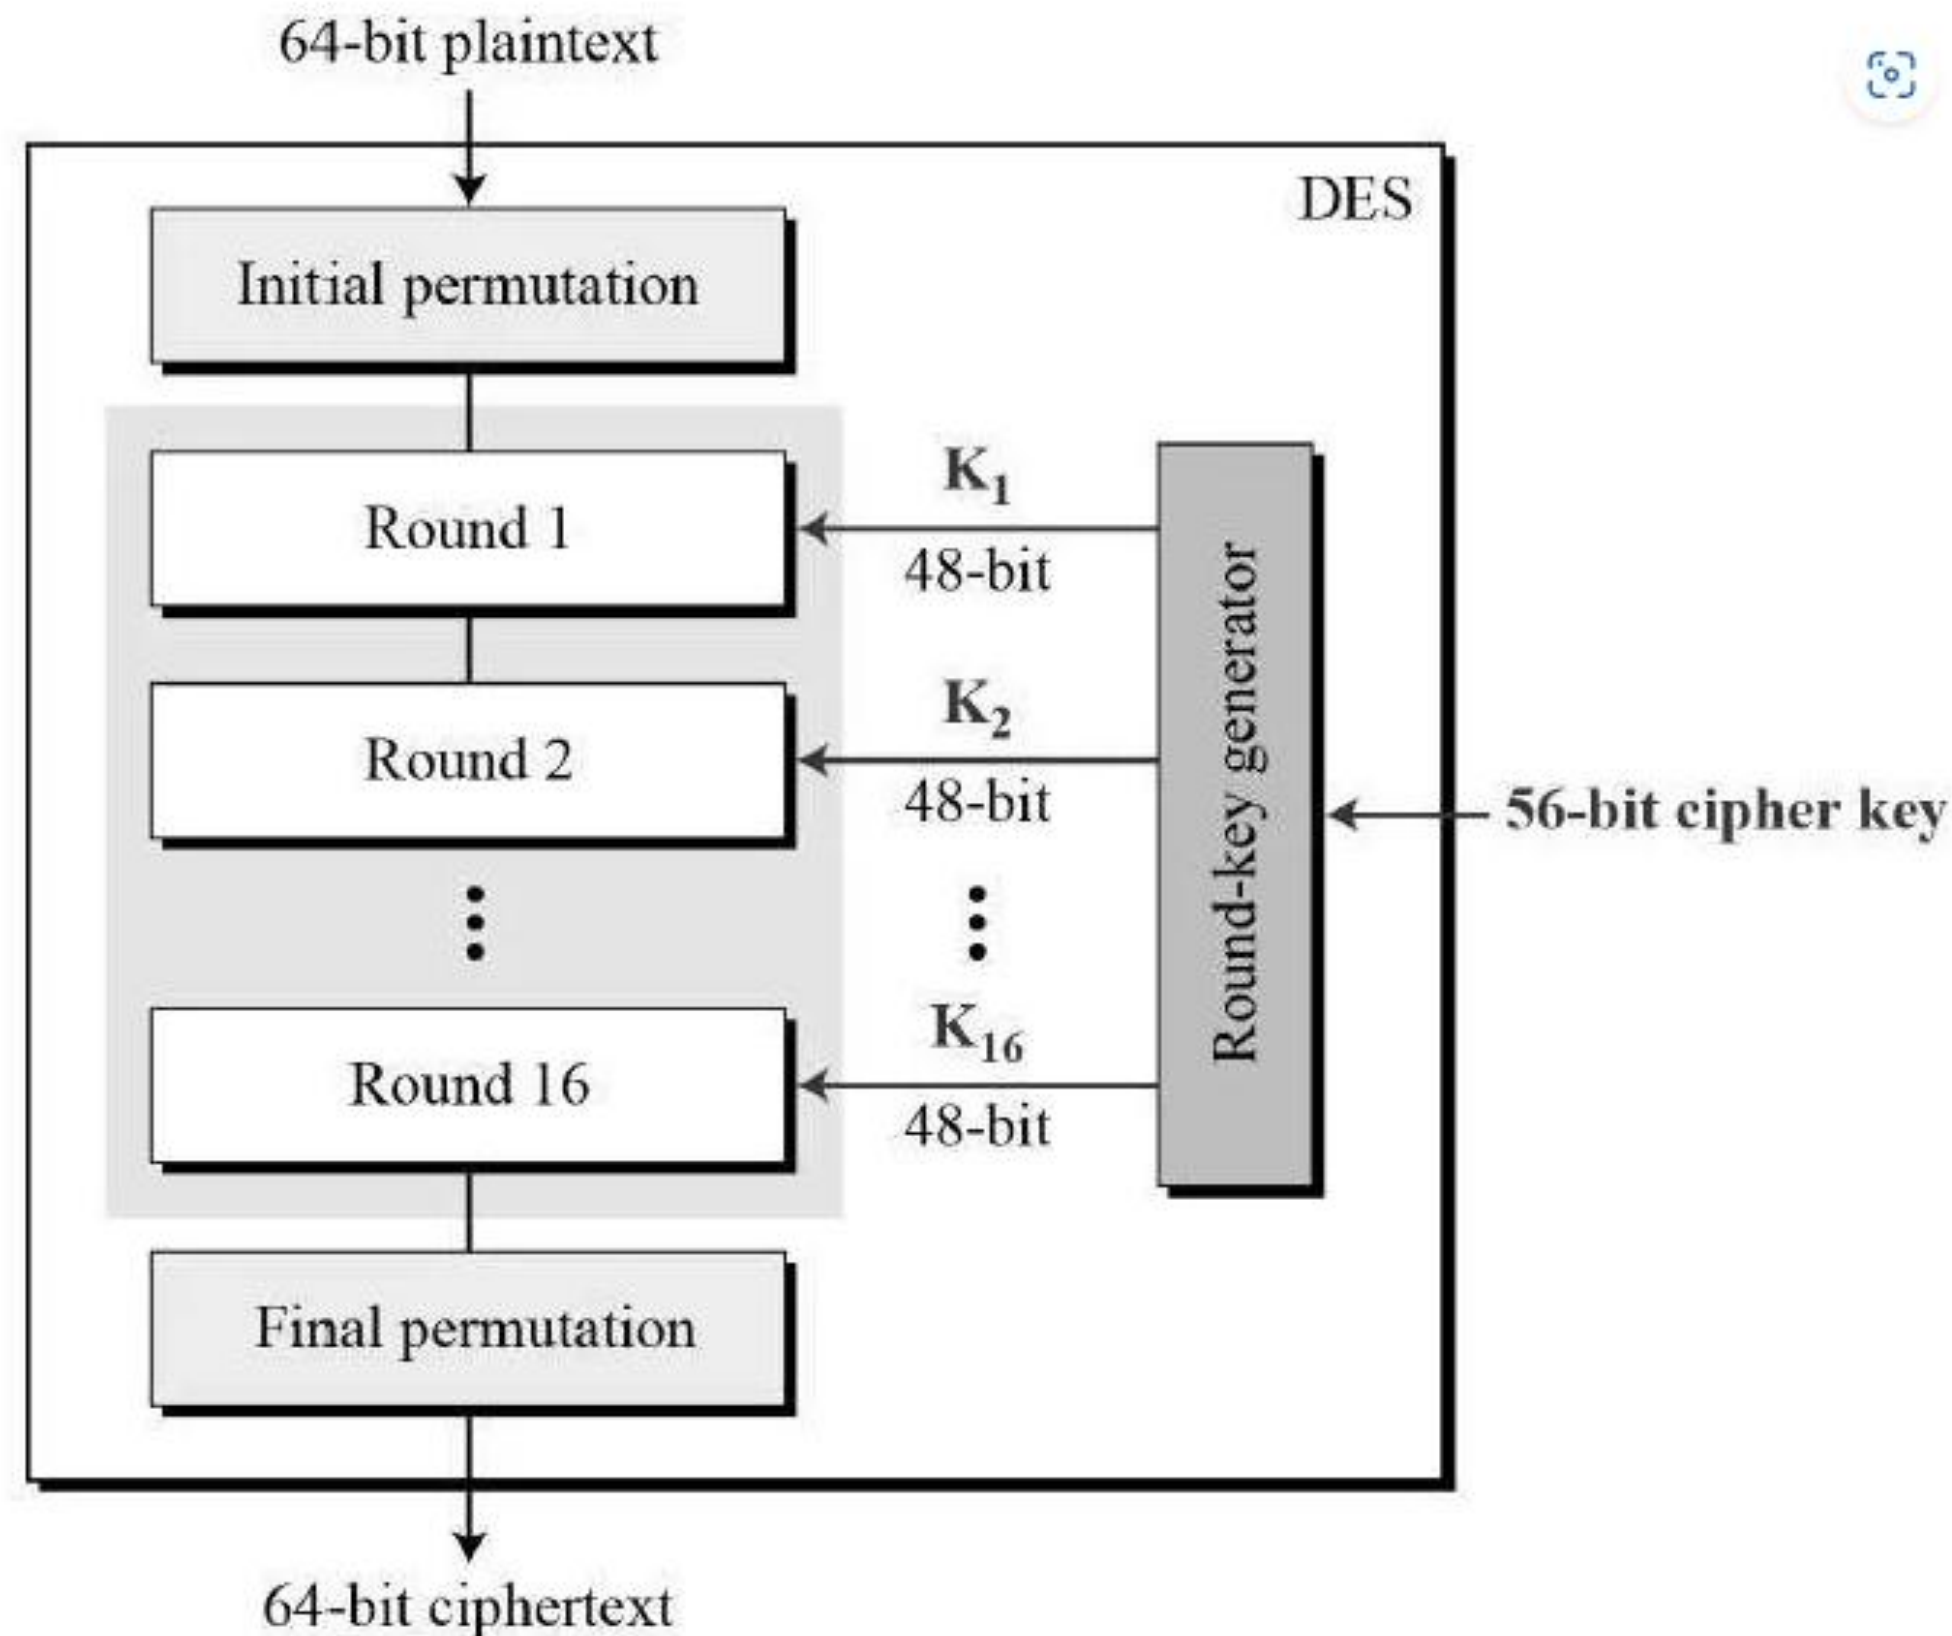 64-bit plaintext
DES
Initial permutation
Round 1
K₁
48-bit
Round 2
K₂
48-bit
Round 16
K₁₆
48-bit
Round-key generator
56-bit cipher key
Final permutation
64-bit ciphertext